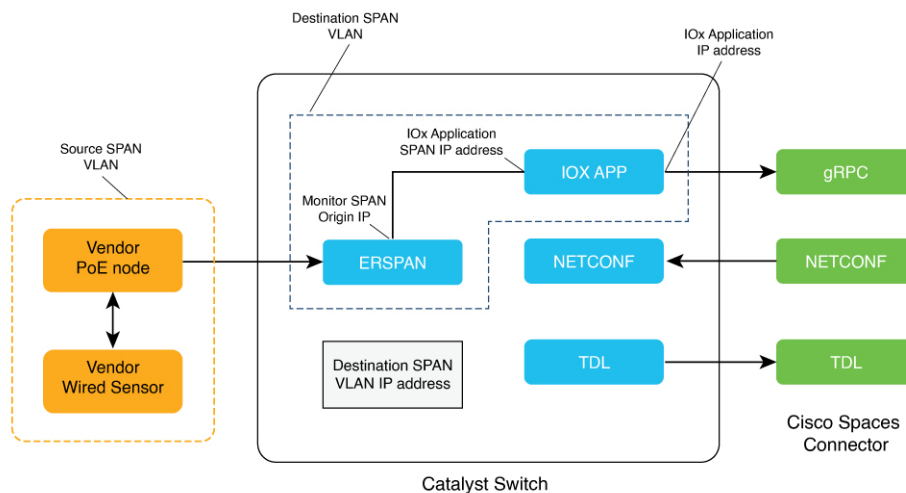 Destination SPAN
VLAN
IOx Application
IP address
Source SPAN
VLAN
IOx Application
SPAN IP address
IOX APP
gRPC
Monitor SPAN
Origin IP
Vendor
PoE node
ERSPAN
NETCONF
NETCONF
Vendor
Wired Sensor
Destination SPAN
VLAN IP address
TDL
TDL
Cisco Spaces
Connector
Catalyst Switch